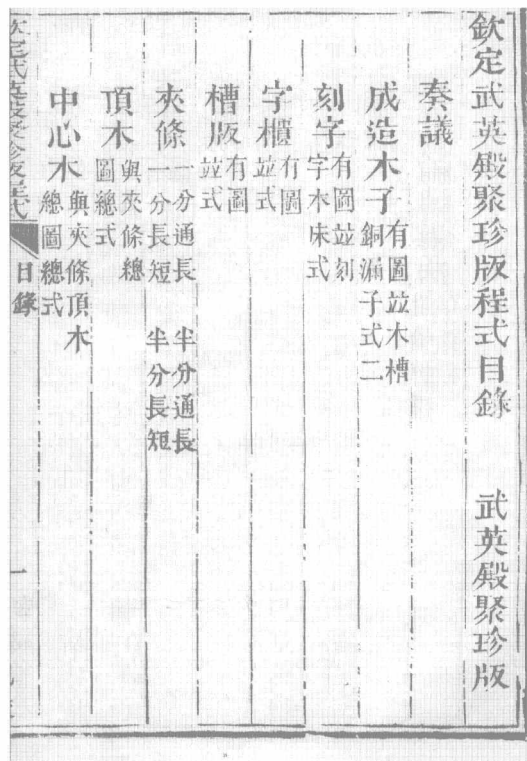 欽定武英殿聚珍版程式目錄　武英殿聚珍版
奏議
成造木子　有圖並木槽銅漏子式二
刻字　有圖並刻字木床式
字櫃　有圖並式
槽版　有圖並式
夾條　一分通長　半分通長一分長短　半分長短
頂木　與夾條總圖總式
中心木　與夾條頂木總圖總式
欽定武英殿聚珍版程式　目錄　一